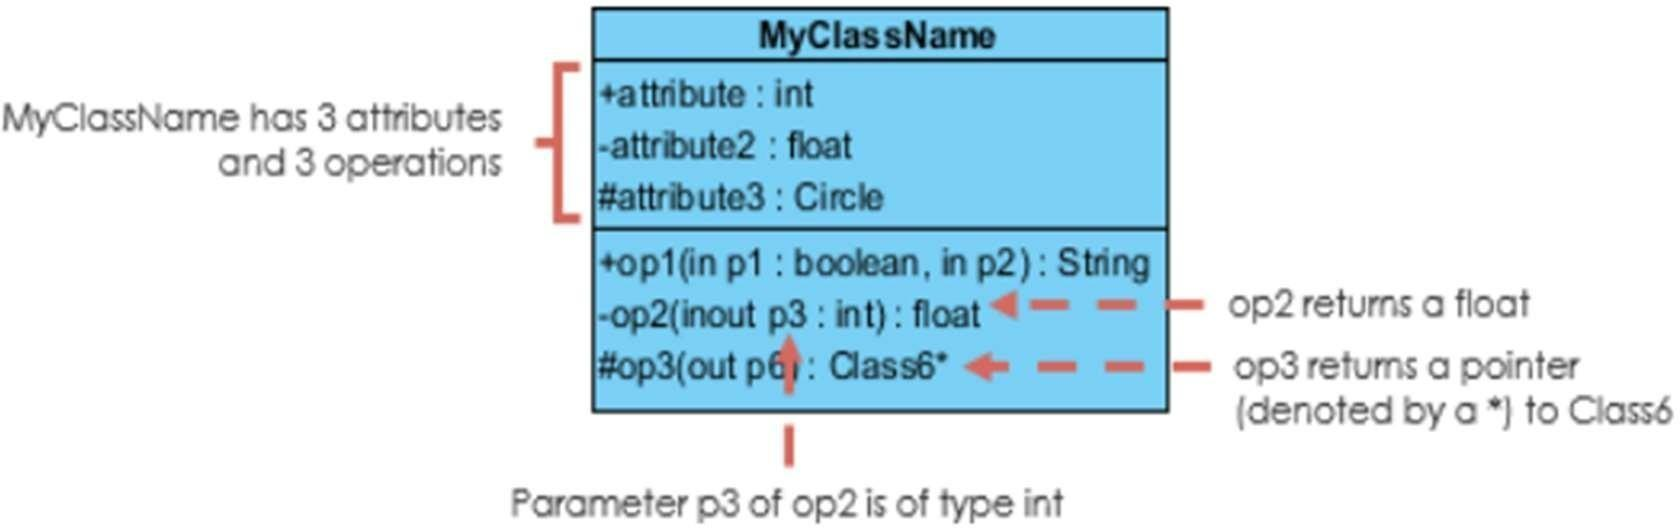 MyClassName
MyClassName has 3 attributes
and 3 operations
+attribute : int
-attribute2 : float
#attribute3 : Circle
+op1(in p1 : boolean, in p2) : String
-op2(inout p3 : int) : float
#op3(out p6) : Class6*
op2 returns a float
op3 returns a pointer
(denoted by a *) to Class6
Parameter p3 of op2 is of type int